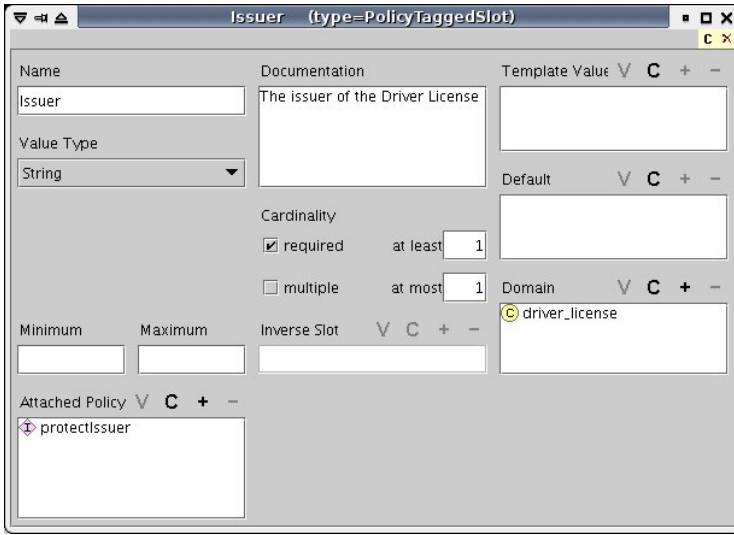 Issuer (type=PolicyTaggedSlot)
C ×
Name
Issuer
Value Type
String
Documentation
The issuer of the Driver License
Cardinality
required at least 1
multiple at most 1
Template Value V C + −
Default V C + −
Domain V C + −
C driver_license
Minimum Maximum
Inverse Slot V C + −
Attached Policy V C + −
I protectIssuer